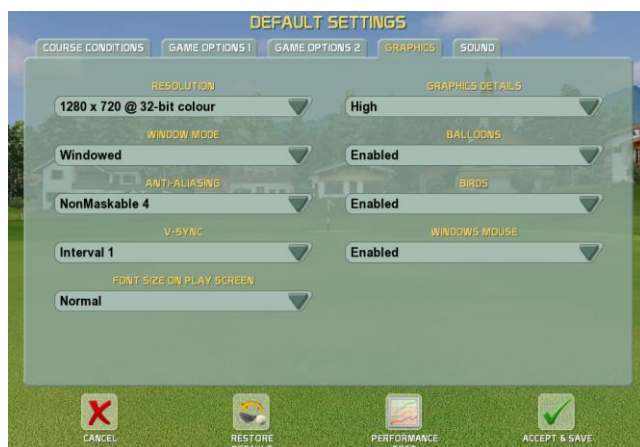 DEFAULT SETTINGS
COURSE CONDITIONS
GAME OPTIONS 1
GAME OPTIONS 2
GRAPHICS
SOUND
RESOLUTION
1280 x 720 @ 32-bit colour
WINDOW MODE
Windowed
ANTI-ALIASING
NonMaskable 4
V-SYNC
Interval 1
FONT SIZE ON PLAY SCREEN
Normal
GRAPHICS DETAILS
High
BALLOONS
Enabled
BIRDS
Enabled
WINDOWS MOUSE
Enabled
CANCEL
RESTORE
PERFORMANCE
ACCEPT & SAVE